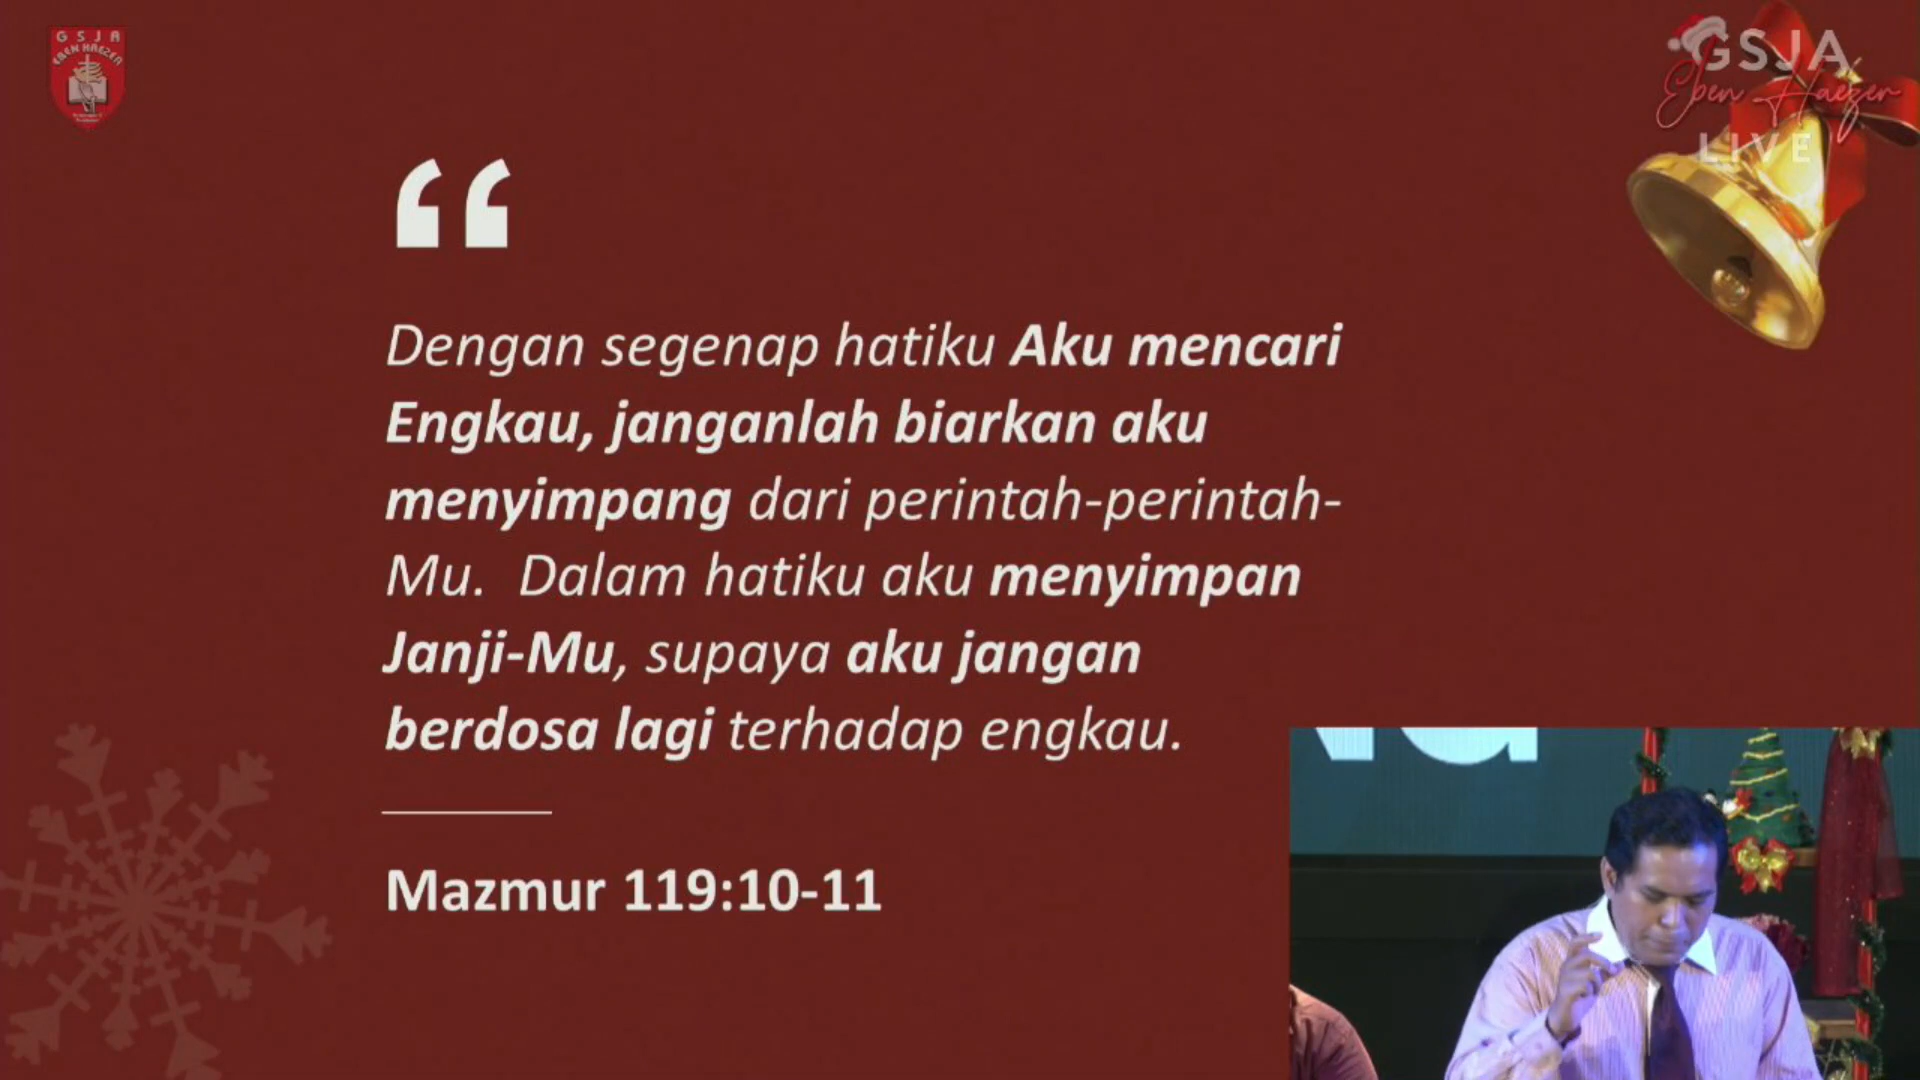 GSJA
EBEN HAEZER
GSJA
Eben Haezer
LIVE
“
Dengan segenap hatiku Aku mencari
Engkau, janganlah biarkan aku
menyimpang dari perintah-perintah-
Mu.  Dalam hatiku aku menyimpan
Janji-Mu, supaya aku jangan
berdosa lagi terhadap engkau.
Mazmur 119:10-11